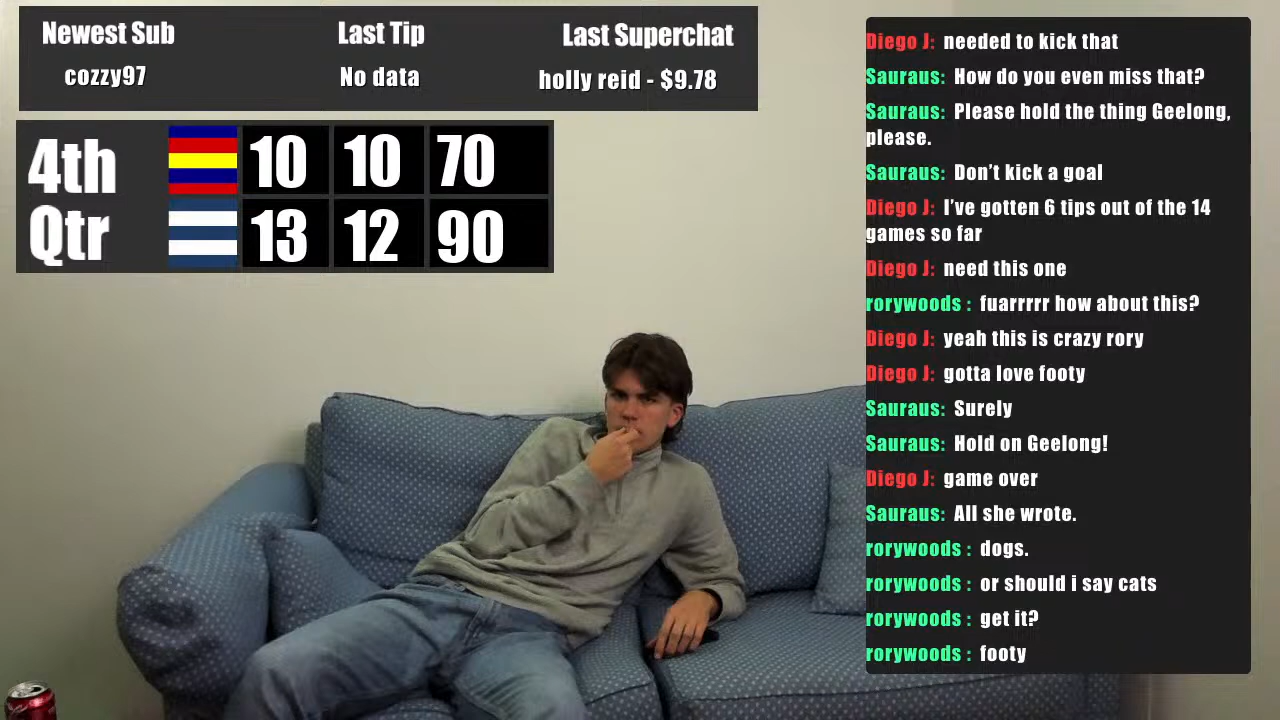 Newest Sub
Last Tip
Last Superchat
cozzy97
No data
holly reid - $9.78
4th
10 10 70
Qtr
13 12 90
Diego J: needed to kick that
Sauraus: How do you even miss that?
Sauraus: Please hold the thing Geelong,
please.
Sauraus: Don't kick a goal
Diego J: I've gotten 6 tips out of the 14
games so far
Diego J: need this one
rorywoods : fuarrrrr how about this?
Diego J: yeah this is crazy rory
Diego J: gotta love footy
Sauraus: Surely
Sauraus: Hold on Geelong!
Diego J: game over
Sauraus: All she wrote.
rorywoods : dogs.
rorywoods : or should i say cats
rorywoods : get it?
rorywoods : footy